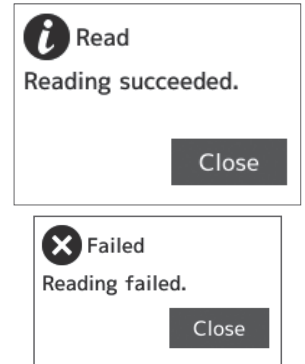 Read
Reading succeeded.
Close
Failed
Reading failed.
Close